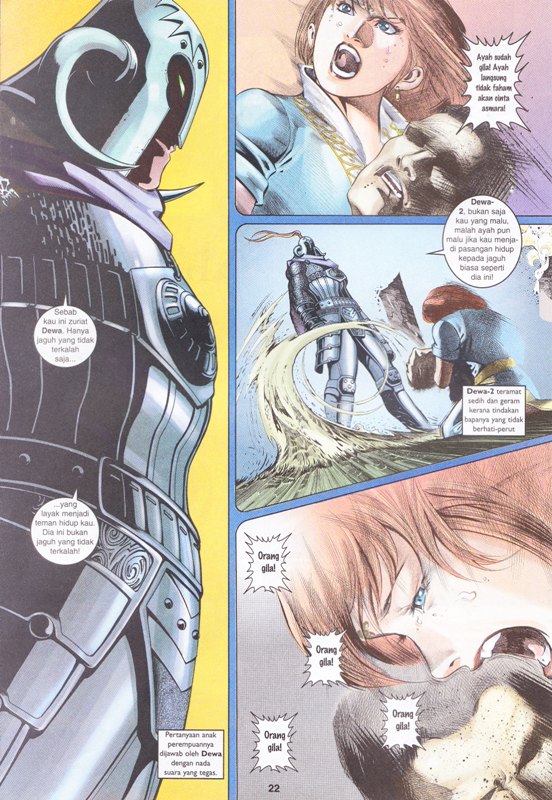 Sebab
kau ini zuriat
Dewa. Hanya
jaguh yang tidak
terkalah
saja...
...yang
layak menjadi
teman hidup kau.
Dia ini bukan
jaguh yang tidak
terkalah!
Pertanyaan anak
perempuannya
dijawab oleh Dewa
dengan nada
suara yang tegas.
Ayah sudah
gila! Ayah
langsung
tidak faham
akan cinta
asmara!
Dewa-
2, bukan saja
kau yang malu,
malah ayah pun
malu jika kau menja-
di pasangan hidup
kepada jaguh
biasa seperti
dia ini!
Dewa-2 teramat
sedih dan geram
kerana tindakan
bapanya yang tidak
berhati-perut
Orang
gila!
Orang
gila!
Orang
gila!
Orang
gila!
22